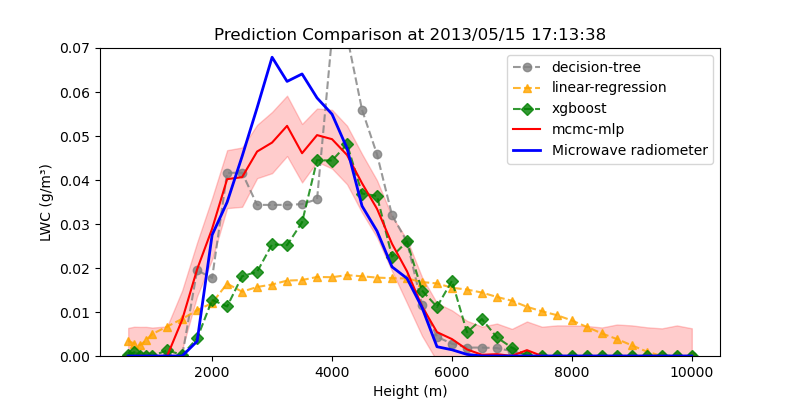 Prediction Comparison at 2013/05/15 17:13:38
0.07
0.06
0.05
0.04
0.03
0.02
0.01
0.00
LWC (g/m³)
decision-tree
linear-regression
xgboost
mcmc-mlp
Microwave radiometer
2000 4000 6000 8000 10000
Height (m)